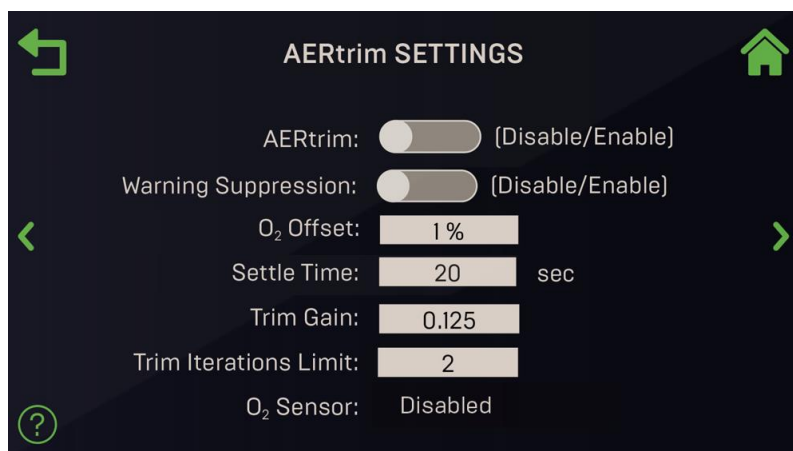 AERtrim SETTINGS
AERtrim: (Disable/Enable)
Warning Suppression: (Disable/Enable)
O₂ Offset: 1 %
Settle Time: 20 sec
Trim Gain: 0.125
Trim Iterations Limit: 2
O₂ Sensor: Disabled
?